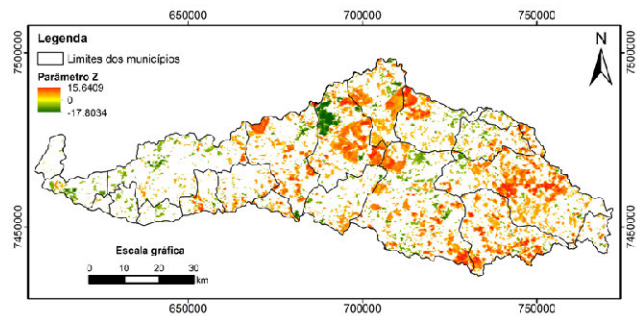 650000 700000 750000
7500000 7500000
Legenda
Limites dos municípios
Parâmetro Z
15.6409
0
-17.8034
N
7450000 7450000
Escala gráfica
0 10 20 30
km
650000 700000 750000